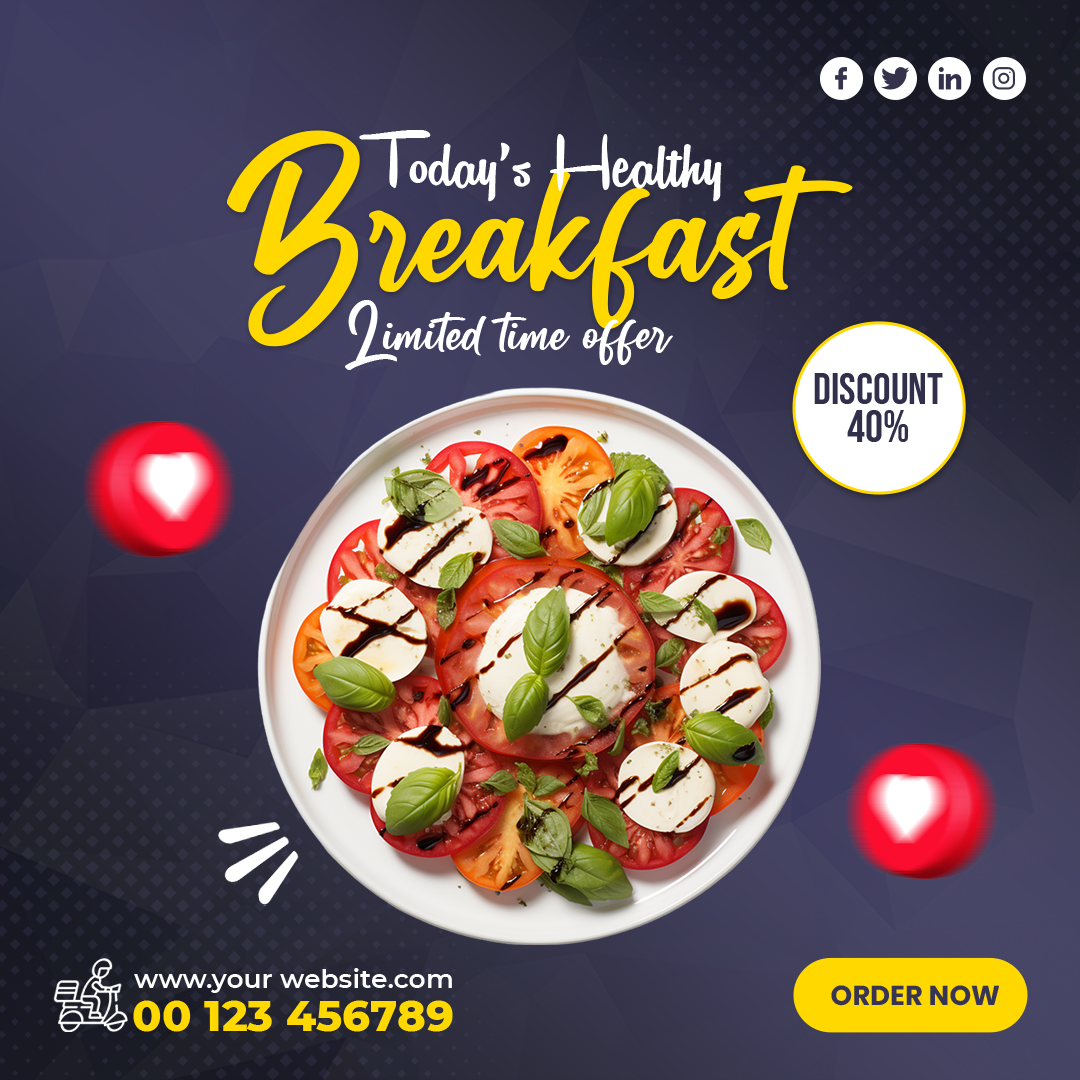 Today's Healthy
Breakfast
Limited time offer
DISCOUNT
40%
www.your website.com
00 123 456789
ORDER NOW